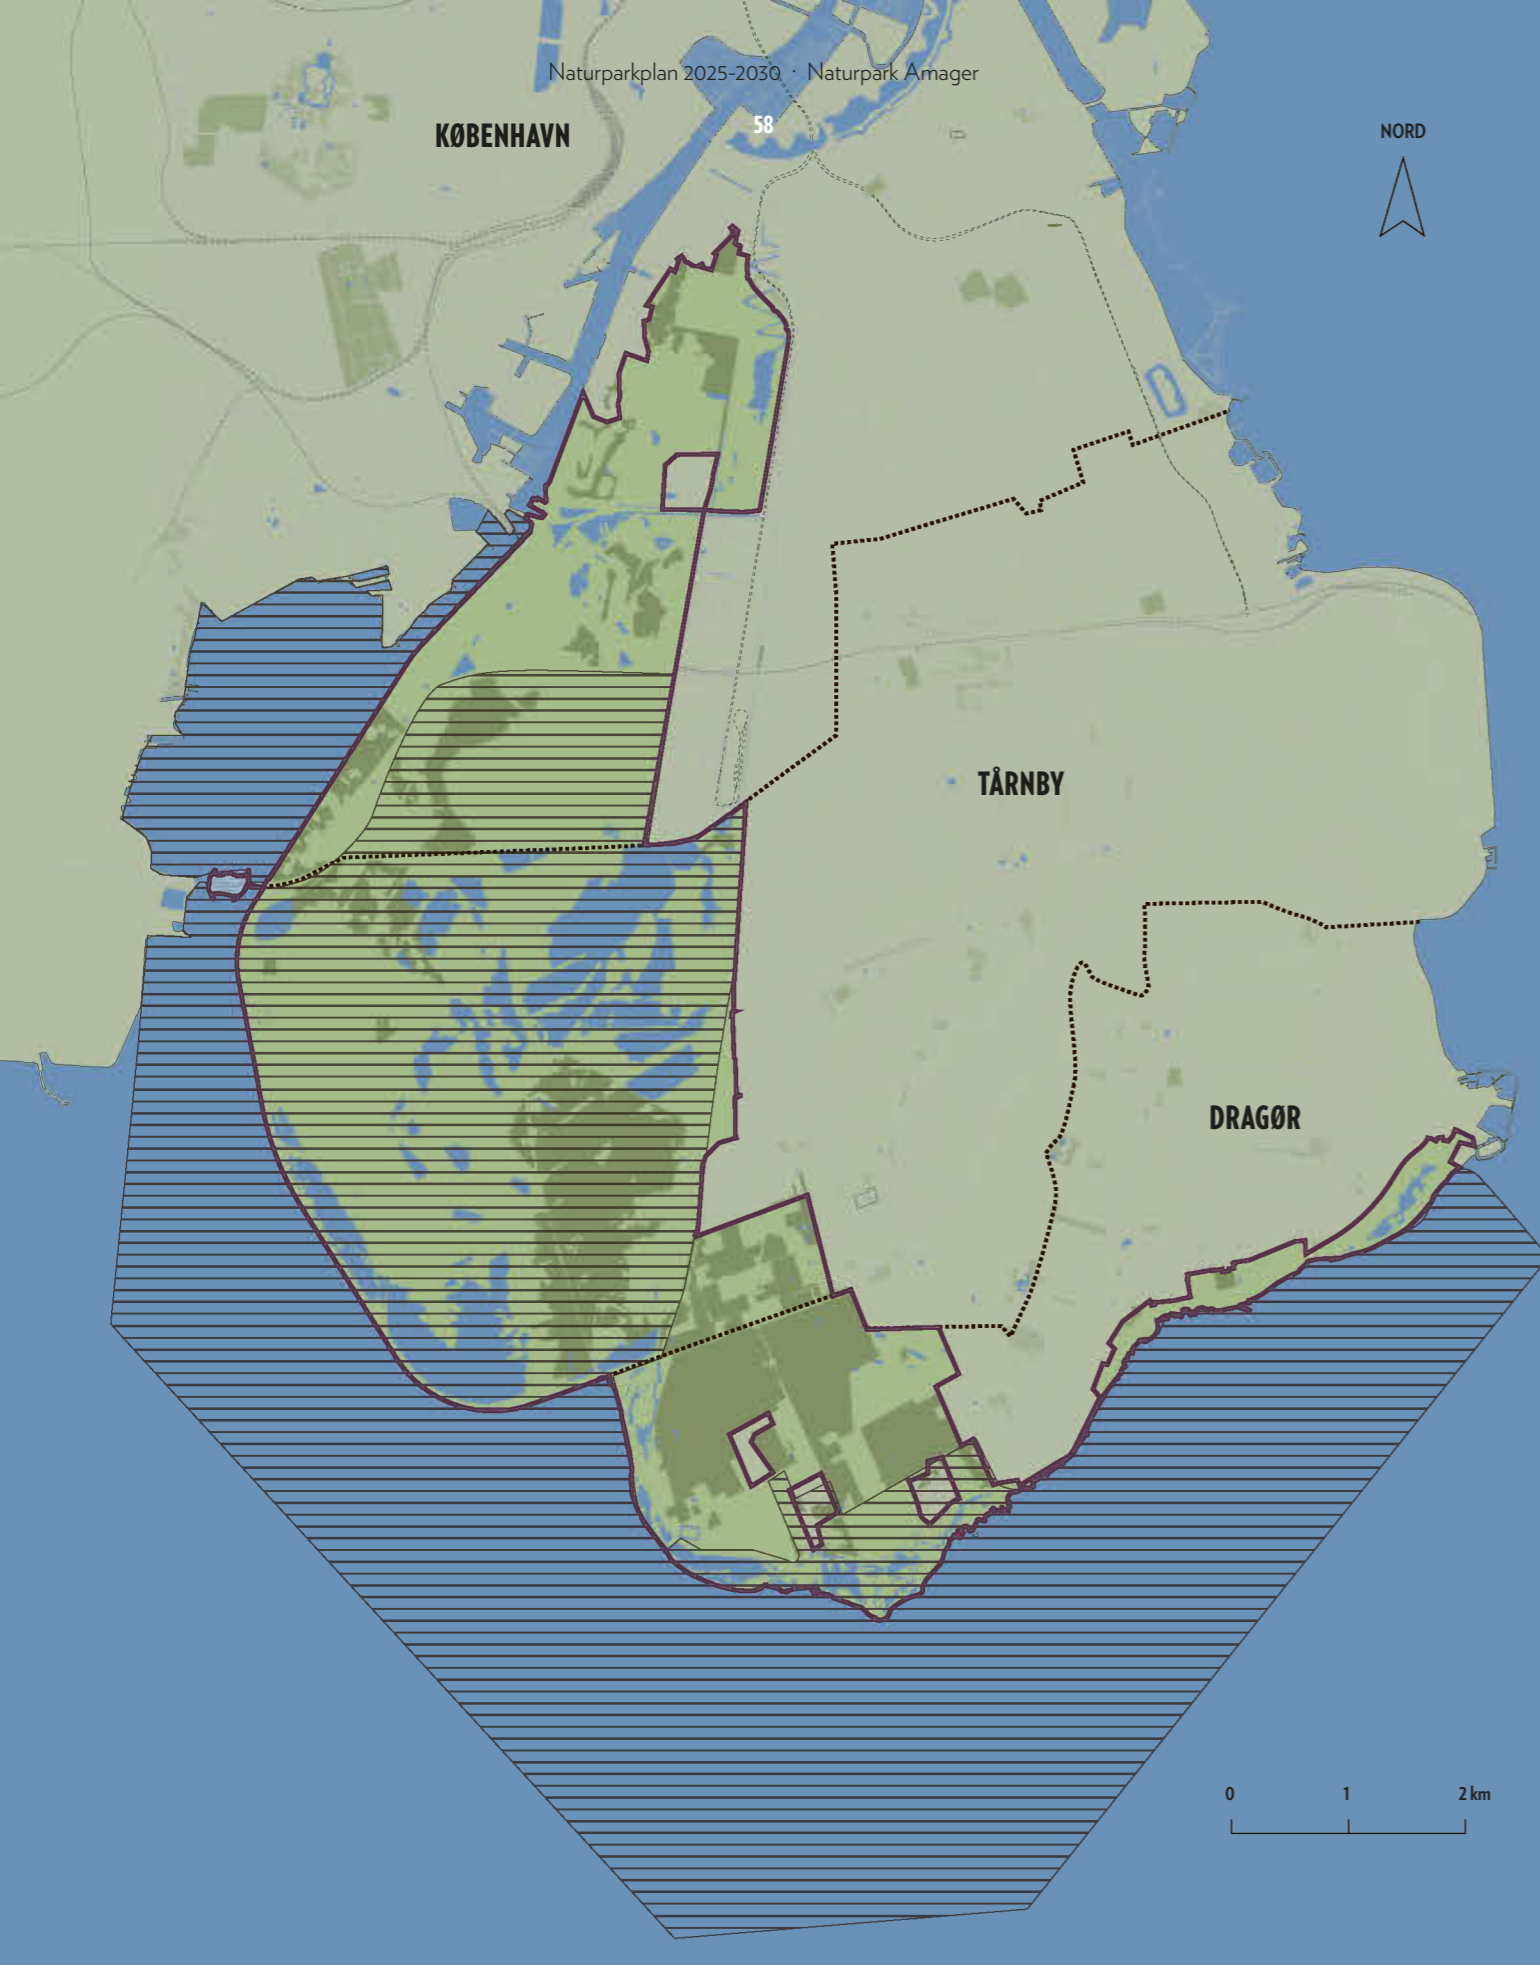 Naturparkplan 2025-2030 · Naturpark Amager
58
KØBENHAVN
NORD
TÅRNBY
DRAGØR
0 1 2 km